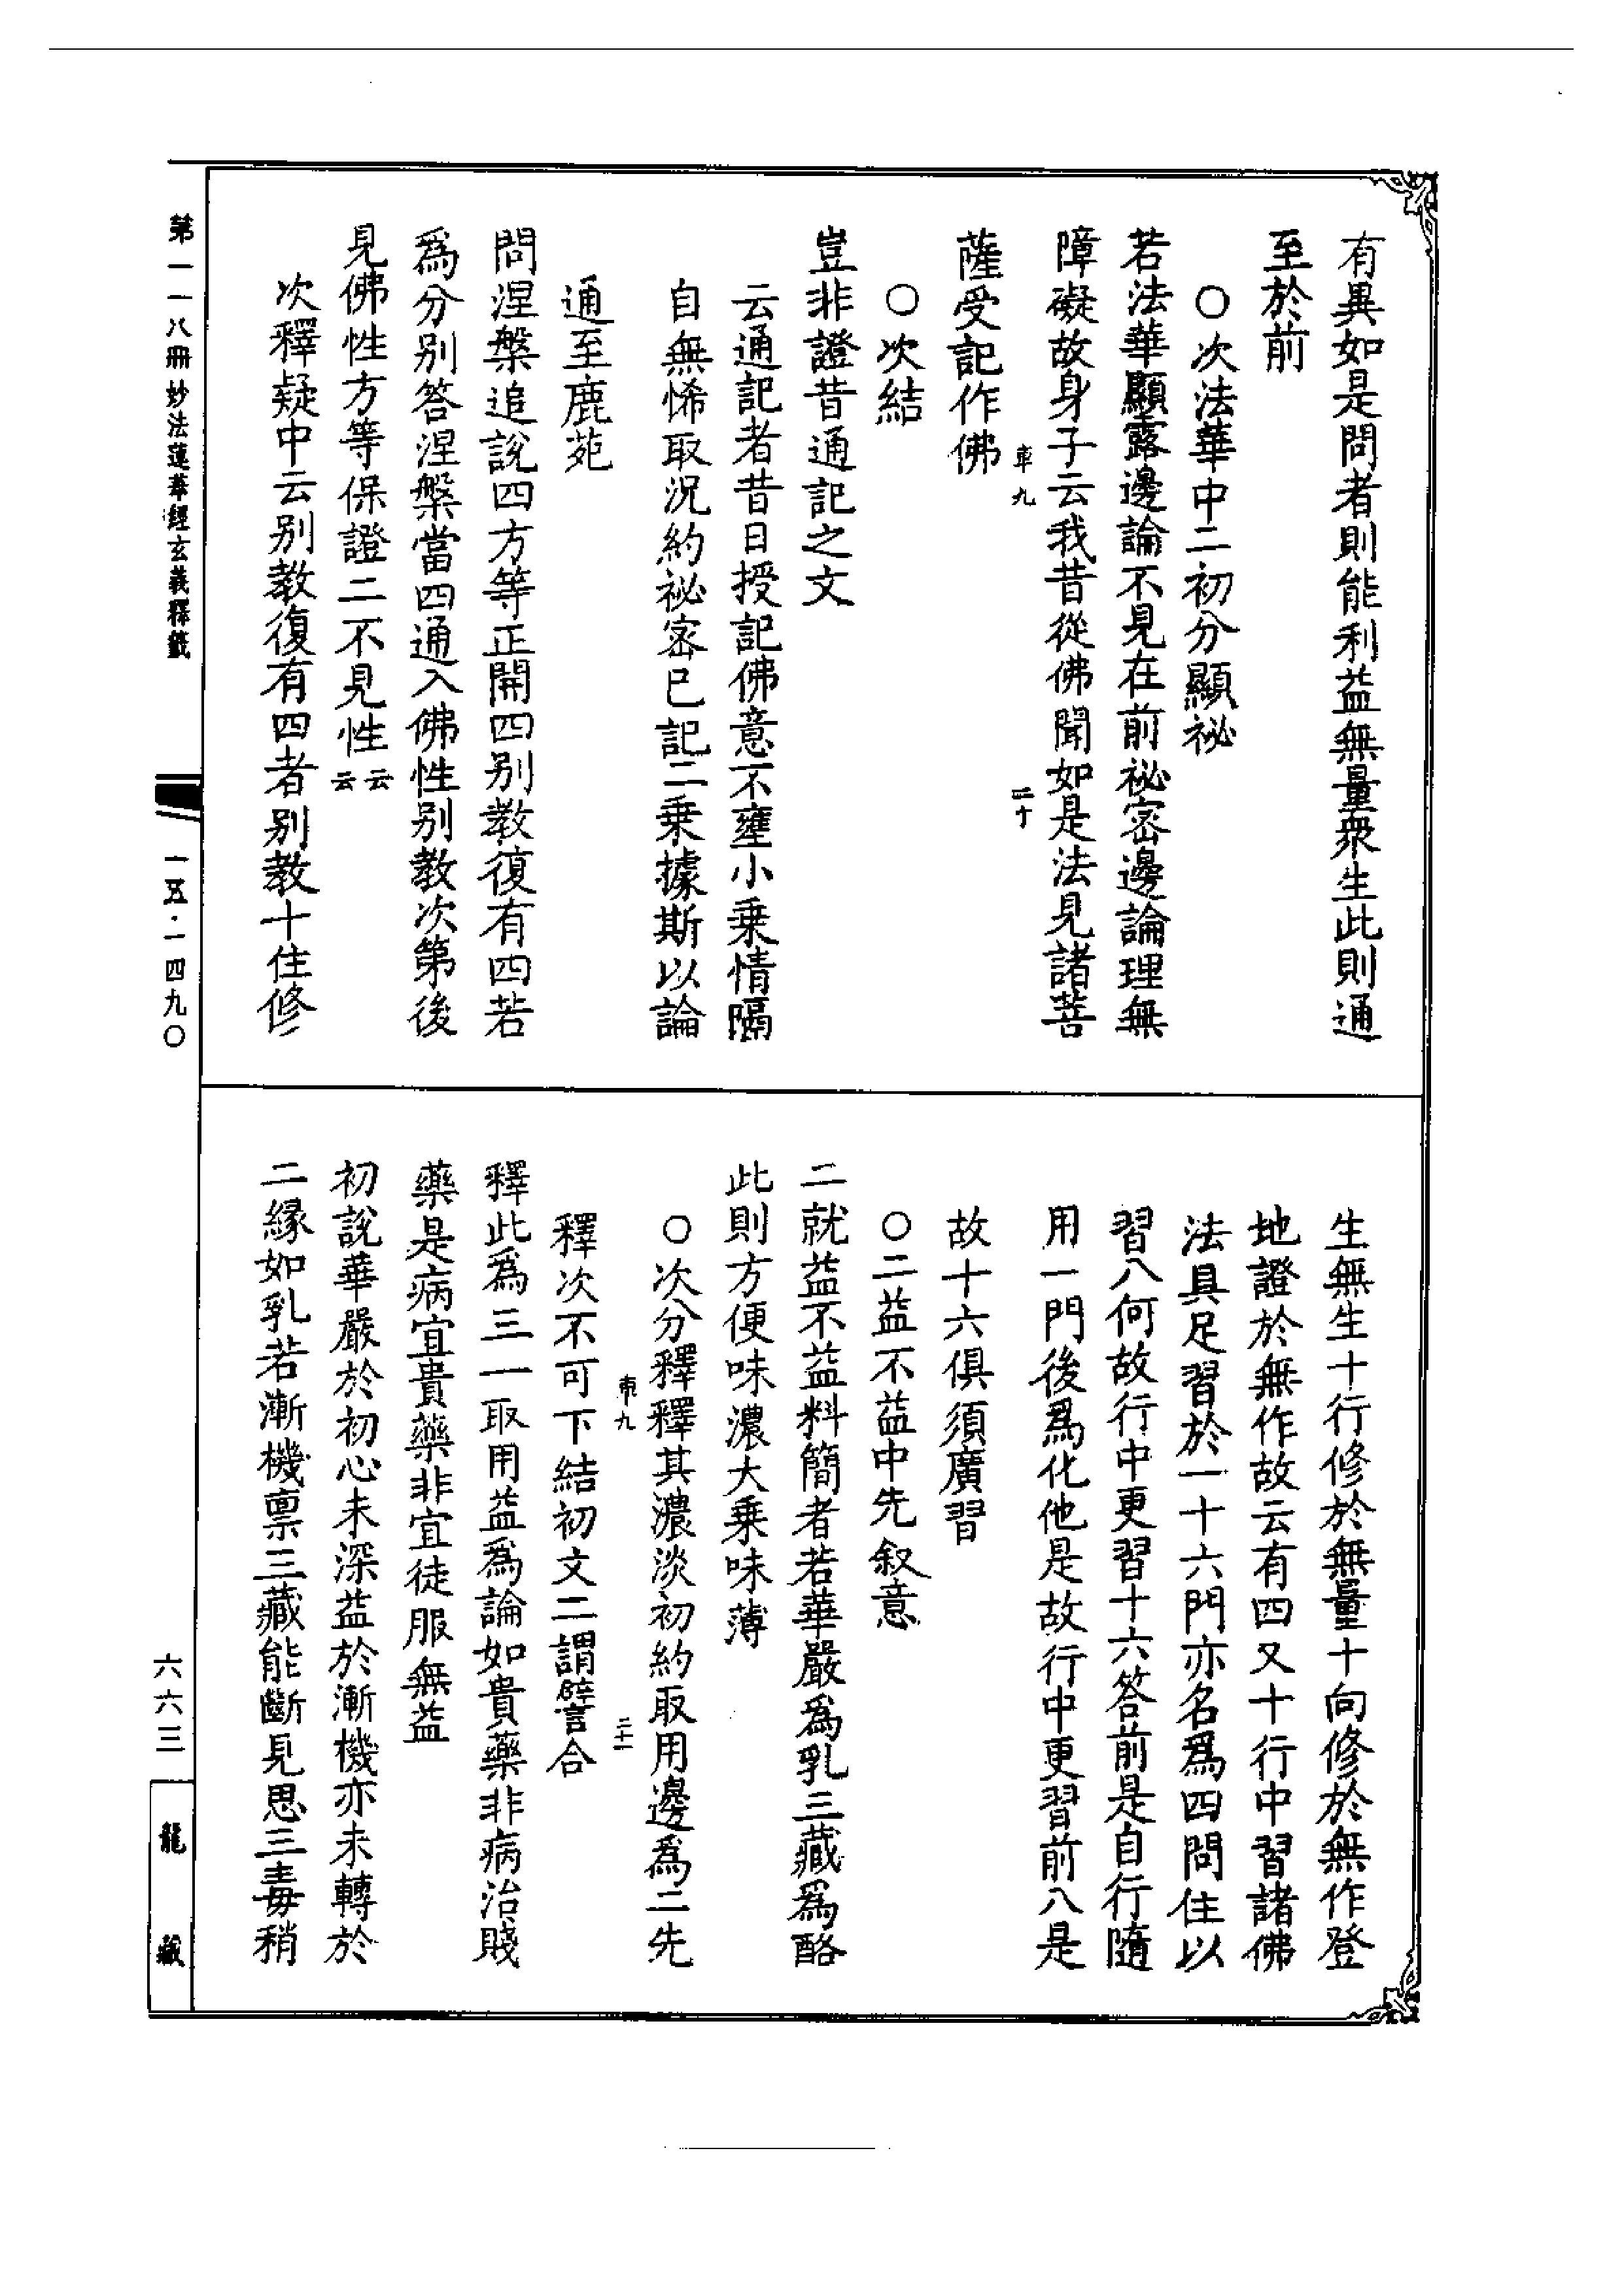 有異如是問者則能利益無量衆生此則通
至於前
○次法華中二初分顯祕
若法華顯露邊論不見在前祕密邊論理無
障礙故身子云我昔從佛聞如是法見諸菩
車九
二十
薩受記作佛
○次結
豈非證昔通記之文
云通記者昔日授記佛意不壅小乗情隔
自無悕取況約祕密已記二乗據斯以論
通至鹿苑
問涅槃追說四方等正開四別教復有四若
爲分別答涅槃當四通入佛性別教次第後
見佛性方等保證二不見性云云
次釋疑中云別教復有四者別教十住修
生無生十行修於無量十向修於無作登
地證於無作故云有四又十行中習諸佛
法具足習於一十六門亦名爲四問住以
習八何故行中更習十六答前是自行隨
用一門後爲化他是故行中更習前八是
故十六俱須廣習
○二益不益中先叙意
二就益不益料簡者若華嚴爲乳三藏爲酪
此則方便味濃大乗味薄
○次分釋釋其濃淡初約取用邊爲二先
車九
二十一
釋次不可下結初文二謂譬合
釋此爲三一取用益爲論如貴藥非病治賤
藥是病宜貴藥非宜徒服無益
初說華嚴於初心未深益於漸機亦未轉於
二緣如乳若漸機禀三藏能斷見思三毒稍
第一一八冊 妙法蓮華經玄義釋籤
一五·一四九〇
六六三
龍藏